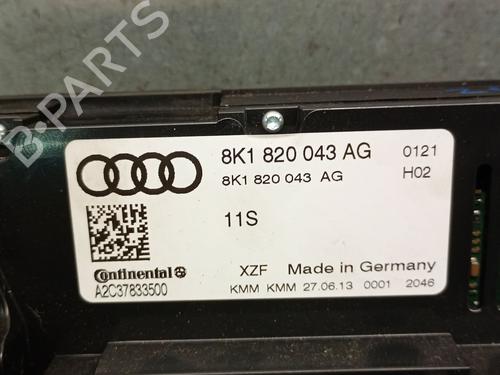 B-PARTS
8K1 820 043 AG 0121
8K1 820 043 AG H02
11S
Continental XZF Made in Germany
A2C37833500 KMM KMM 27.06.13 0001 2046